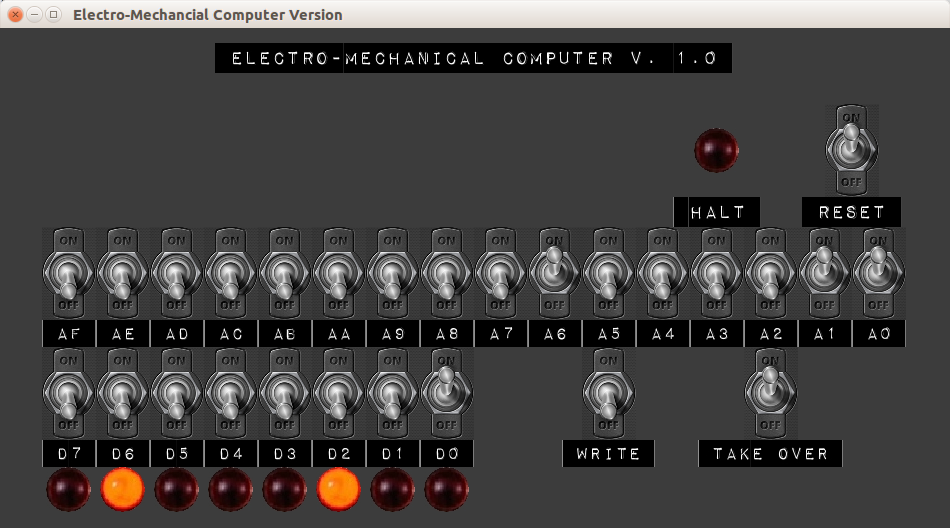 Electro-Mechancial Computer Version
ELECTRO-MECHANICAL COMPUTER V. 1.0
ON
OFF
HALT RESET
ON ON ON ON ON ON ON ON ON ON ON ON ON ON ON ON
OFF OFF OFF OFF OFF OFF OFF OFF OFF OFF OFF OFF OFF OFF OFF OFF
AF AE AD AC AB AA A9 A8 A7 A6 A5 A4 A3 A2 A1 A0
ON ON ON ON ON ON ON ON ON ON
OFF OFF OFF OFF OFF OFF OFF OFF OFF OFF
D7 D6 D5 D4 D3 D2 D1 D0 WRITE TAKE OVER